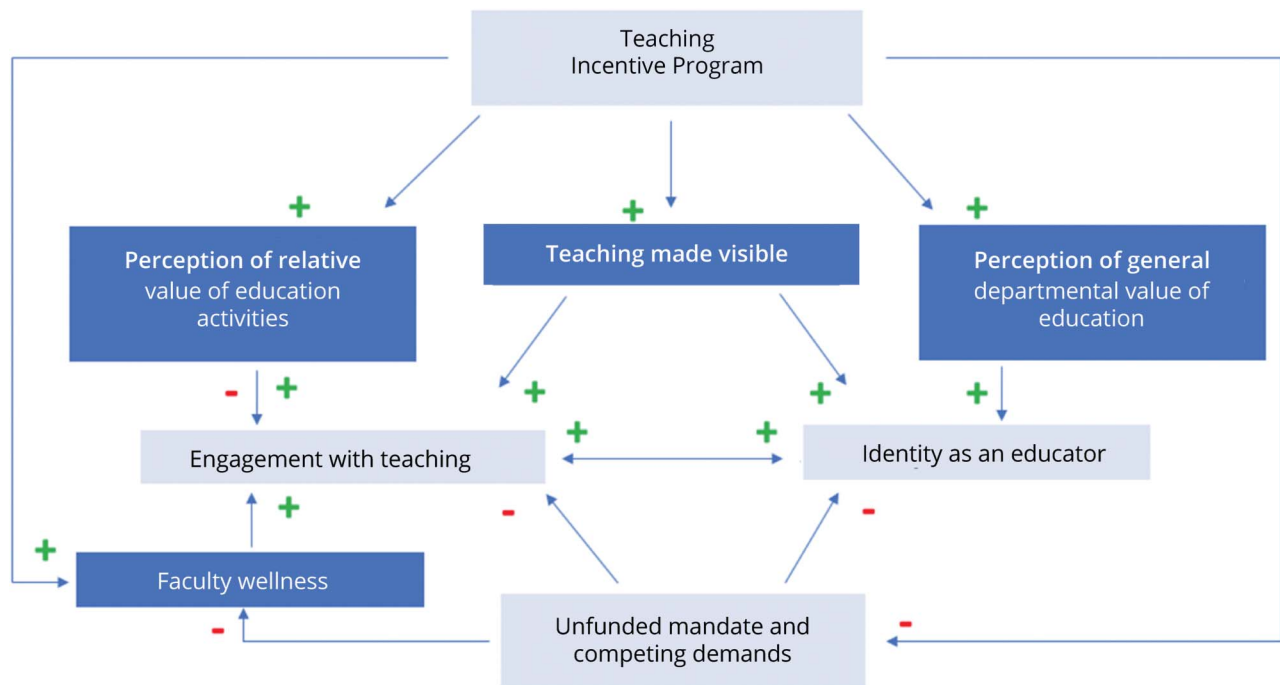 Teaching
Incentive Program
+
+
+
Perception of relative
value of education
activities
Teaching made visible
Perception of general
departmental value of
education
- +
+
+
+
+
+
Engagement with teaching
Identity as an educator
+
-
-
+
Faculty wellness
-
Unfunded mandate and
competing demands
-